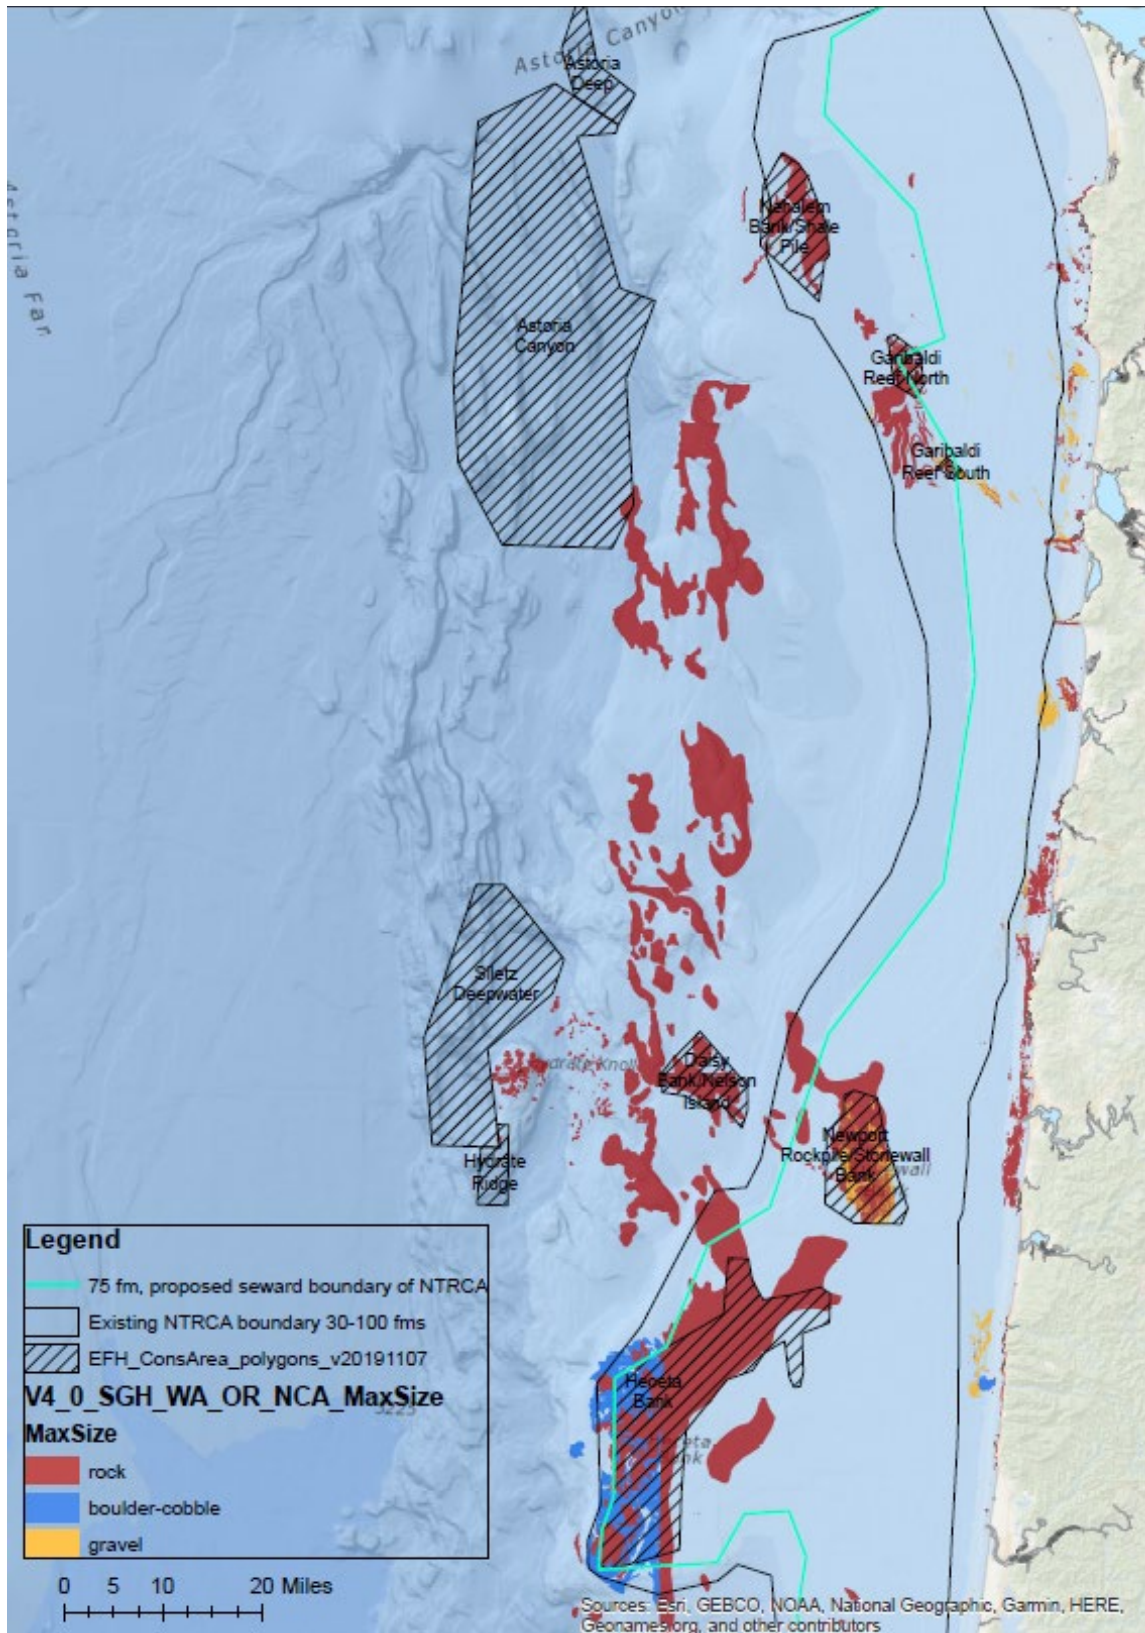 Astoria Canyon
Astoria
Deep
Astoria Fan
Nehalem
Bank/Shale
Pile
Astoria
Canyon
Garibaldi
Reef North
Garibaldi
Reef South
Siletz
Deepwater
Hydrate Knoll
Daisy
Bank/Nelson
Island
Newport
Rockpile/Stonewall
Bank
Hydrate
Ridge
Heceta
Bank
Legend
75 fm, proposed seward boundary of NTRCA
Existing NTRCA boundary 30-100 fms
EFH_ConsArea_polygons_v20191107
V4_0_SGH_WA_OR_NCA_MaxSize
MaxSize
rock
boulder-cobble
gravel
0 5 10 20 Miles
Sources: Esri, GEBCO, NOAA, National Geographic, Garmin, HERE,
Geonames.org, and other contributors